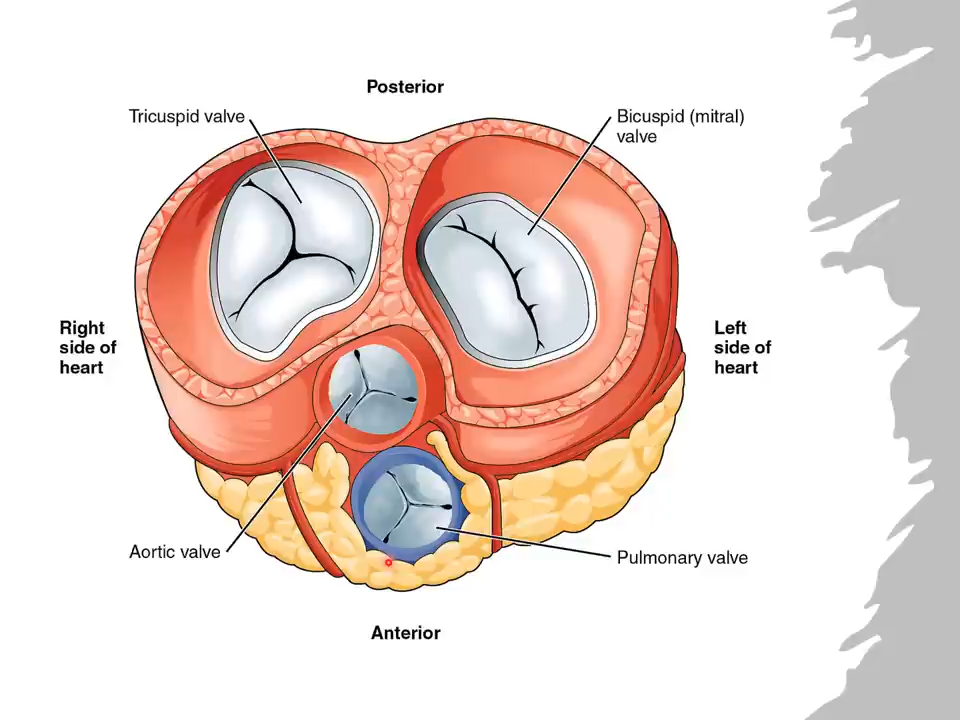 Posterior
Tricuspid valve
Bicuspid (mitral)
valve
Right
side of
heart
Left
side of
heart
Aortic valve
Pulmonary valve
Anterior